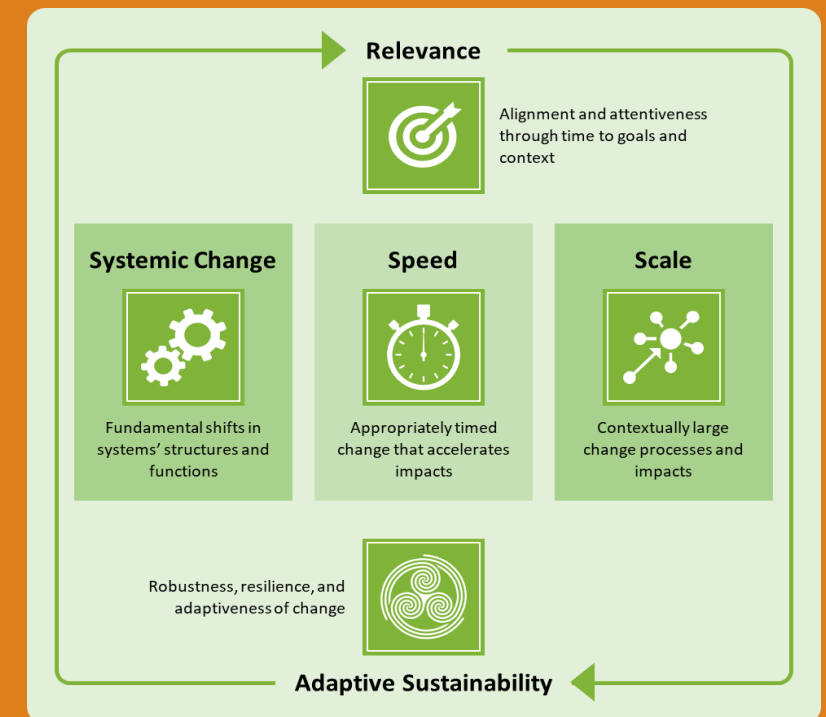 Relevance
Alignment and attentiveness
through time to goals and
context
Systemic Change
Fundamental shifts in
systems’ structures and
functions
Speed
Appropriately timed
change that accelerates
impacts
Scale
Contextually large
change processes and
impacts
Robustness, resilience, and
adaptiveness of change
Adaptive Sustainability